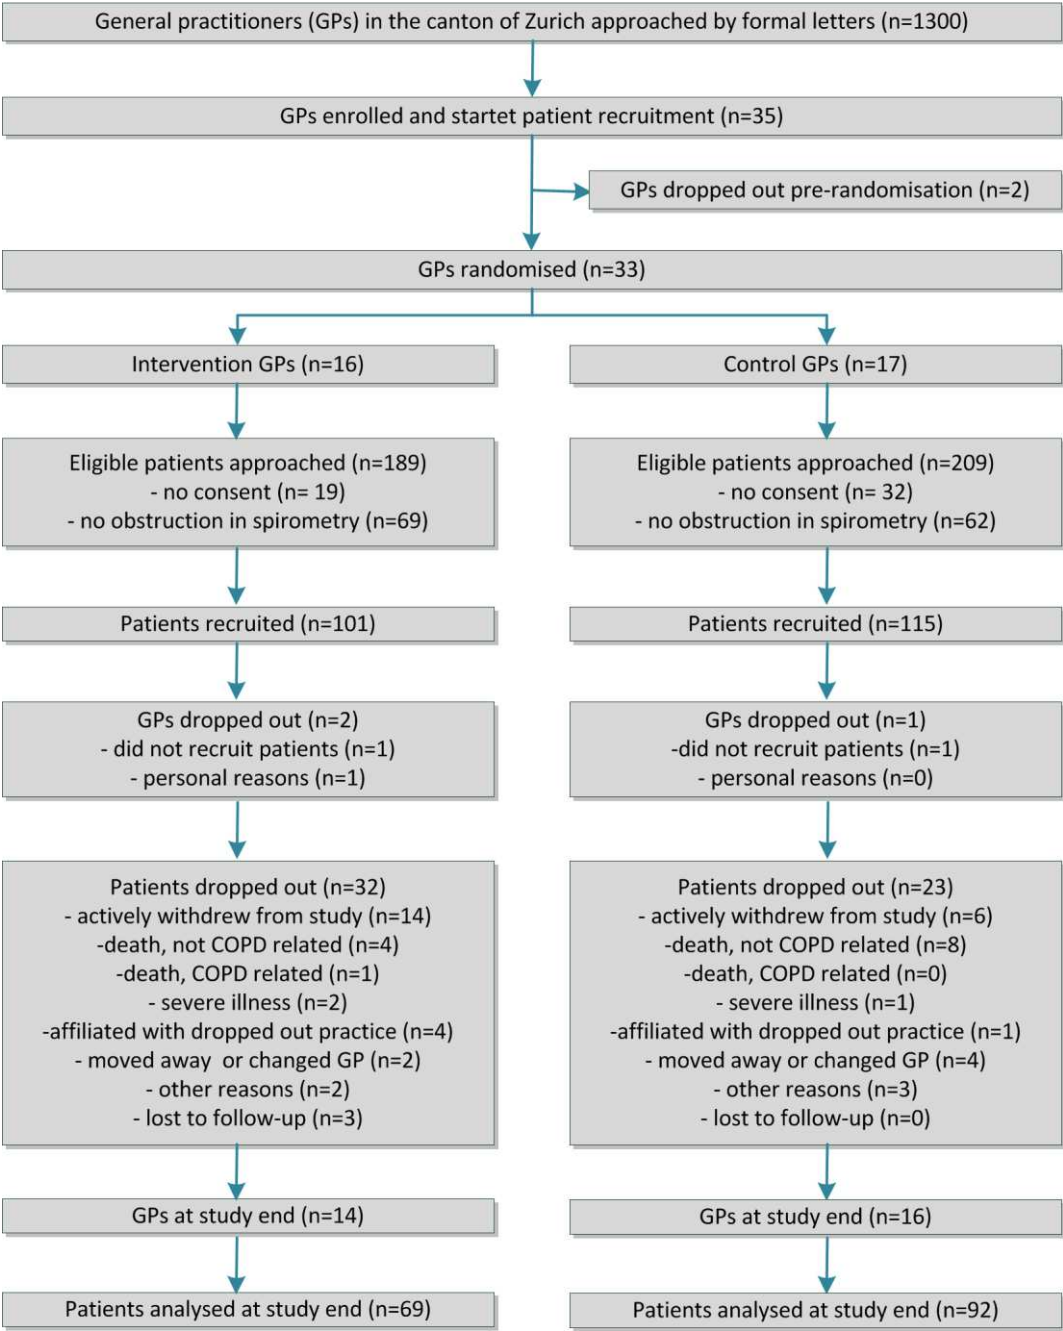 General practitioners (GPs) in the canton of Zurich approached by formal letters (n=1300)
GPs enrolled and startet patient recruitment (n=35)
GPs dropped out pre-randomisation (n=2)
GPs randomised (n=33)
Intervention GPs (n=16)
Control GPs (n=17)
Eligible patients approached (n=189)
- no consent (n= 19)
- no obstruction in spirometry (n=69)
Eligible patients approached (n=209)
- no consent (n= 32)
- no obstruction in spirometry (n=62)
Patients recruited (n=101)
Patients recruited (n=115)
GPs dropped out (n=2)
- did not recruit patients (n=1)
- personal reasons (n=1)
GPs dropped out (n=1)
-did not recruit patients (n=1)
- personal reasons (n=0)
Patients dropped out (n=32)
- actively withdrew from study (n=14)
-death, not COPD related (n=4)
-death, COPD related (n=1)
- severe illness (n=2)
-affiliated with dropped out practice (n=4)
- moved away  or changed GP (n=2)
- other reasons (n=2)
- lost to follow-up (n=3)
Patients dropped out (n=23)
- actively withdrew from study (n=6)
-death, not COPD related (n=8)
-death, COPD related (n=0)
- severe illness (n=1)
-affiliated with dropped out practice (n=1)
- moved away or changed GP (n=4)
- other reasons (n=3)
- lost to follow-up (n=0)
GPs at study end (n=14)
GPs at study end (n=16)
Patients analysed at study end (n=69)
Patients analysed at study end (n=92)